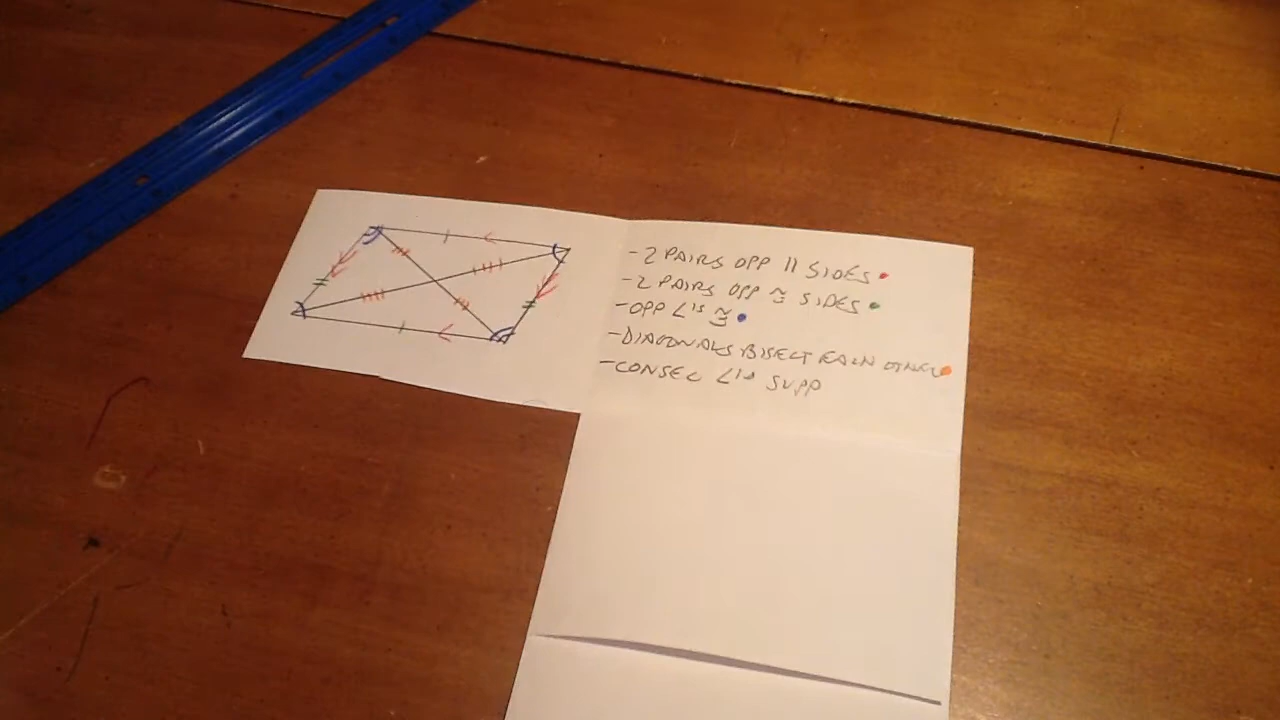 - 2 PAIRS OPP || SIDES
- 2 PAIRS OPP ≅ SIDES
- OPP ∠'s ≅
- DIAGONALS BISECT EACH OTHER
- CONSEC ∠'s SUPP